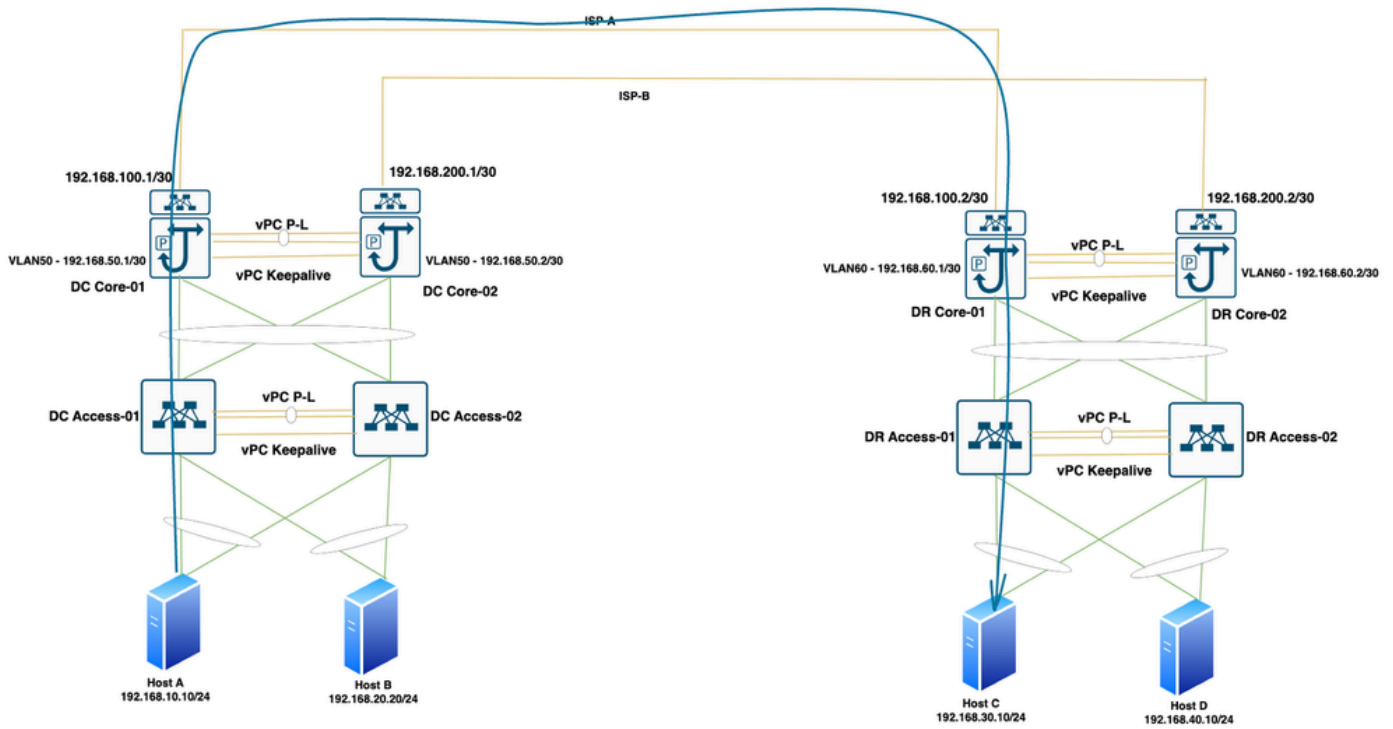 ISP-A
ISP-B
192.168.100.1/30
192.168.200.1/30
192.168.100.2/30
192.168.200.2/30
vPC P-L
P
P
VLAN50 - 192.168.50.1/30
VLAN50 - 192.168.50.2/30
vPC Keepalive
DC Core-01
DC Core-02
vPC P-L
P
P
VLAN60 - 192.168.60.1/30
VLAN60 - 192.168.60.2/30
vPC Keepalive
DR Core-01
DR Core-02
vPC P-L
DC Access-01
DC Access-02
vPC Keepalive
vPC P-L
DR Access-01
DR Access-02
vPC Keepalive
Host A
192.168.10.10/24
Host B
192.168.20.20/24
Host C
192.168.30.10/24
Host D
192.168.40.10/24